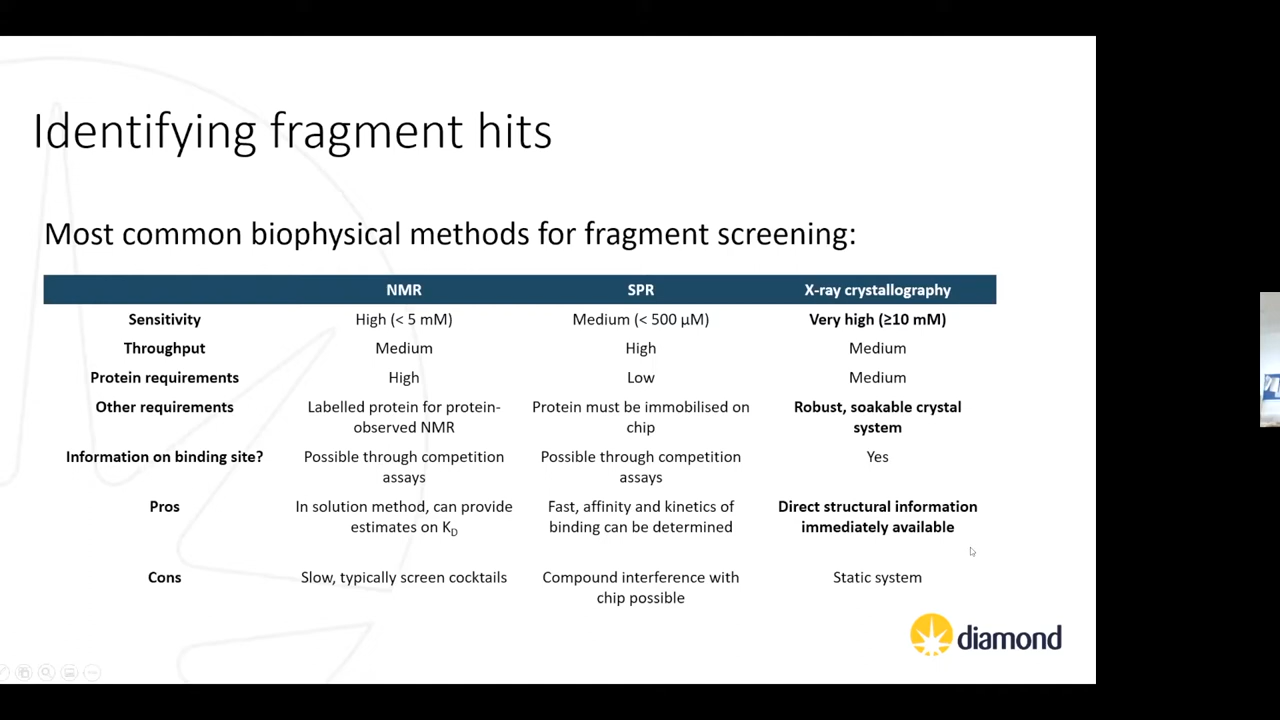 Identifying fragment hits
Most common biophysical methods for fragment screening:
NMR SPR X-ray crystallography
Sensitivity High (< 5 mM) Medium (< 500 µM) Very high (≥10 mM)
Throughput Medium High Medium
Protein requirements High Low Medium
Other requirements Labelled protein for protein- Protein must be immobilised on Robust, soakable crystal
observed NMR chip system
Information on binding site? Possible through competition Possible through competition Yes
assays assays
Pros In solution method, can provide Fast, affinity and kinetics of Direct structural information
estimates on KD binding can be determined immediately available
Cons Slow, typically screen cocktails Compound interference with Static system
chip possible
diamond